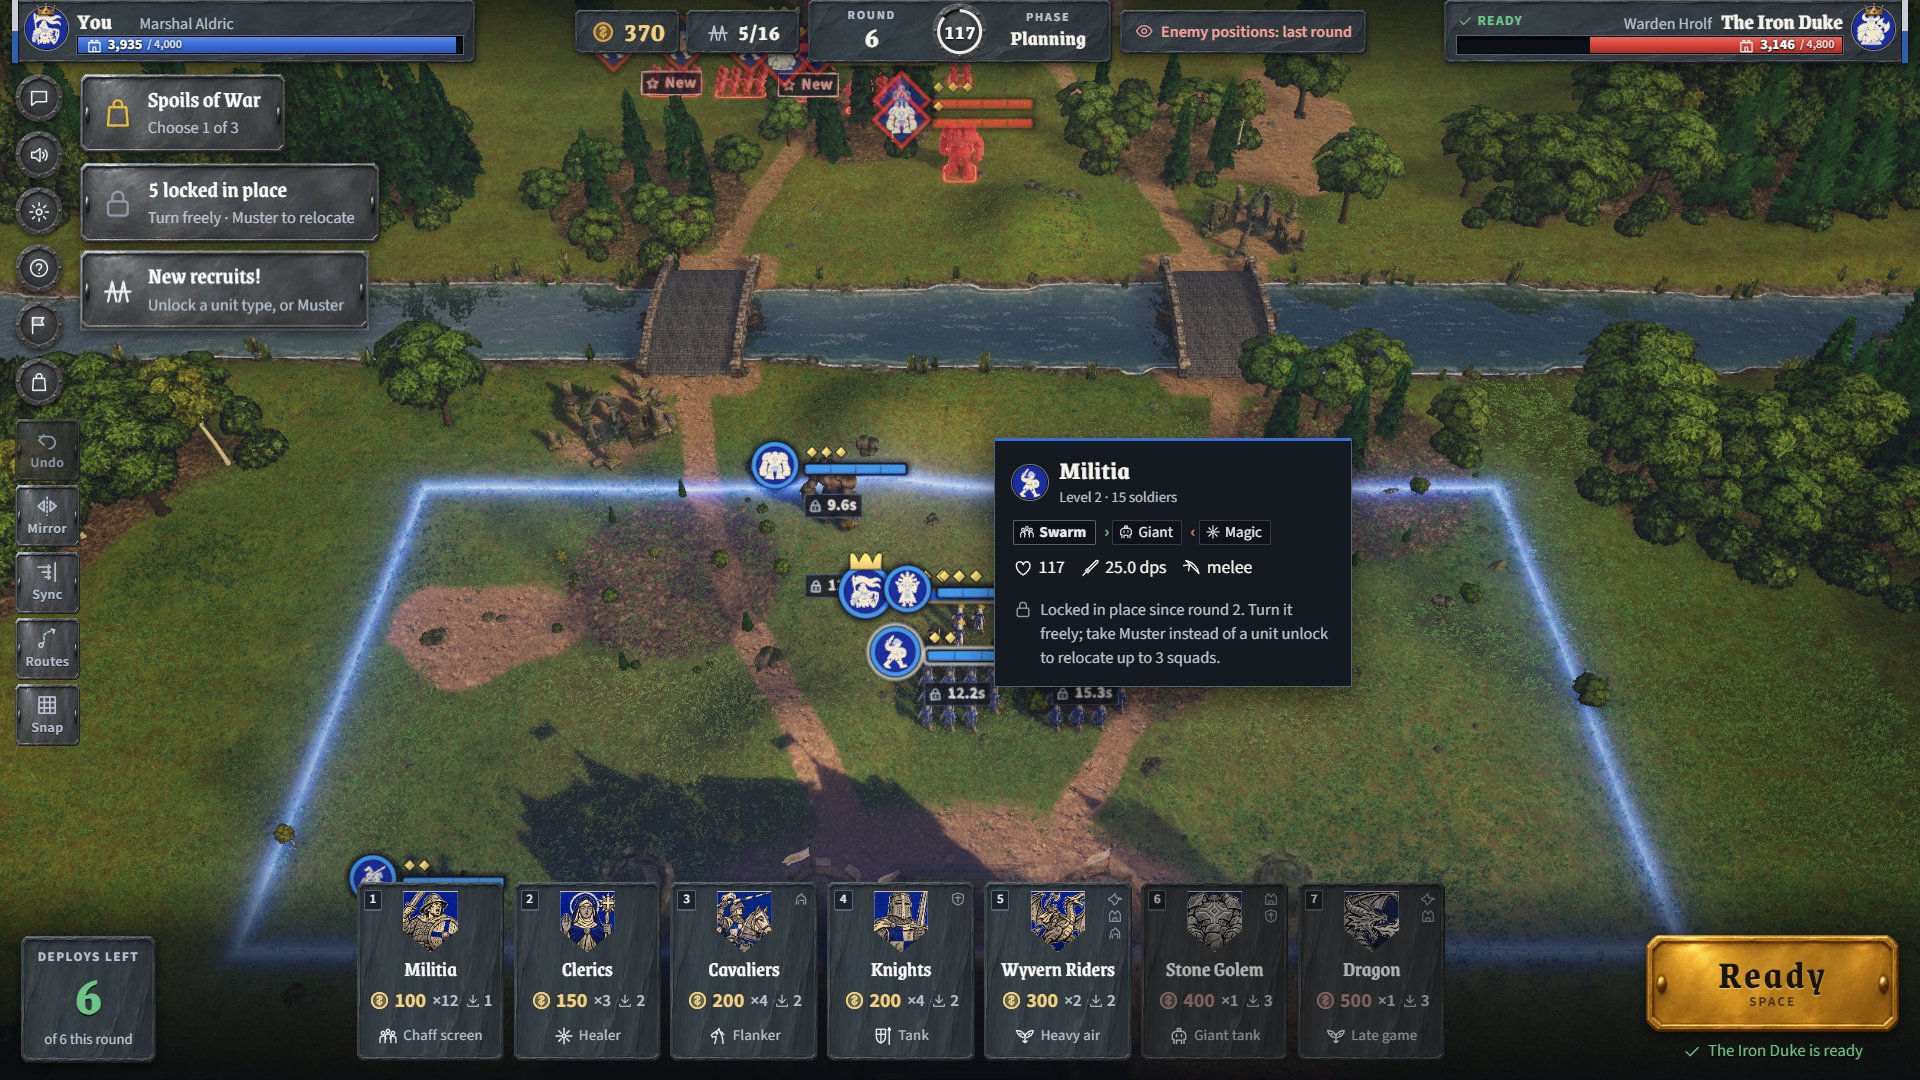 You
Marshal Aldric
3,935 / 4,000
370
5/16
ROUND
6
117
PHASE
Planning
Enemy positions: last round
READY
Warden Hrolf
The Iron Duke
3,146 / 4,800
Spoils of War
Choose 1 of 3
5 locked in place
Turn freely · Muster to relocate
New recruits!
Unlock a unit type, or Muster
New
New
Undo
Mirror
Sync
Routes
Snap
9.6s
12.2s
15.3s
Militia
Level 2 · 15 soldiers
Swarm
Giant
Magic
117
25.0 dps
melee
Locked in place since round 2. Turn it
freely; take Muster instead of a unit unlock
to relocate up to 3 squads.
DEPLOYS LEFT
6
of 6 this round
1
Militia
100 ×12 1
Chaff screen
2
Clerics
150 ×3 2
Healer
3
Cavaliers
200 ×4 2
Flanker
4
Knights
200 ×4 2
Tank
5
Wyvern Riders
300 ×2 2
Heavy air
6
Stone Golem
400 ×1 3
Giant tank
7
Dragon
500 ×1 3
Late game
Ready
SPACE
The Iron Duke is ready